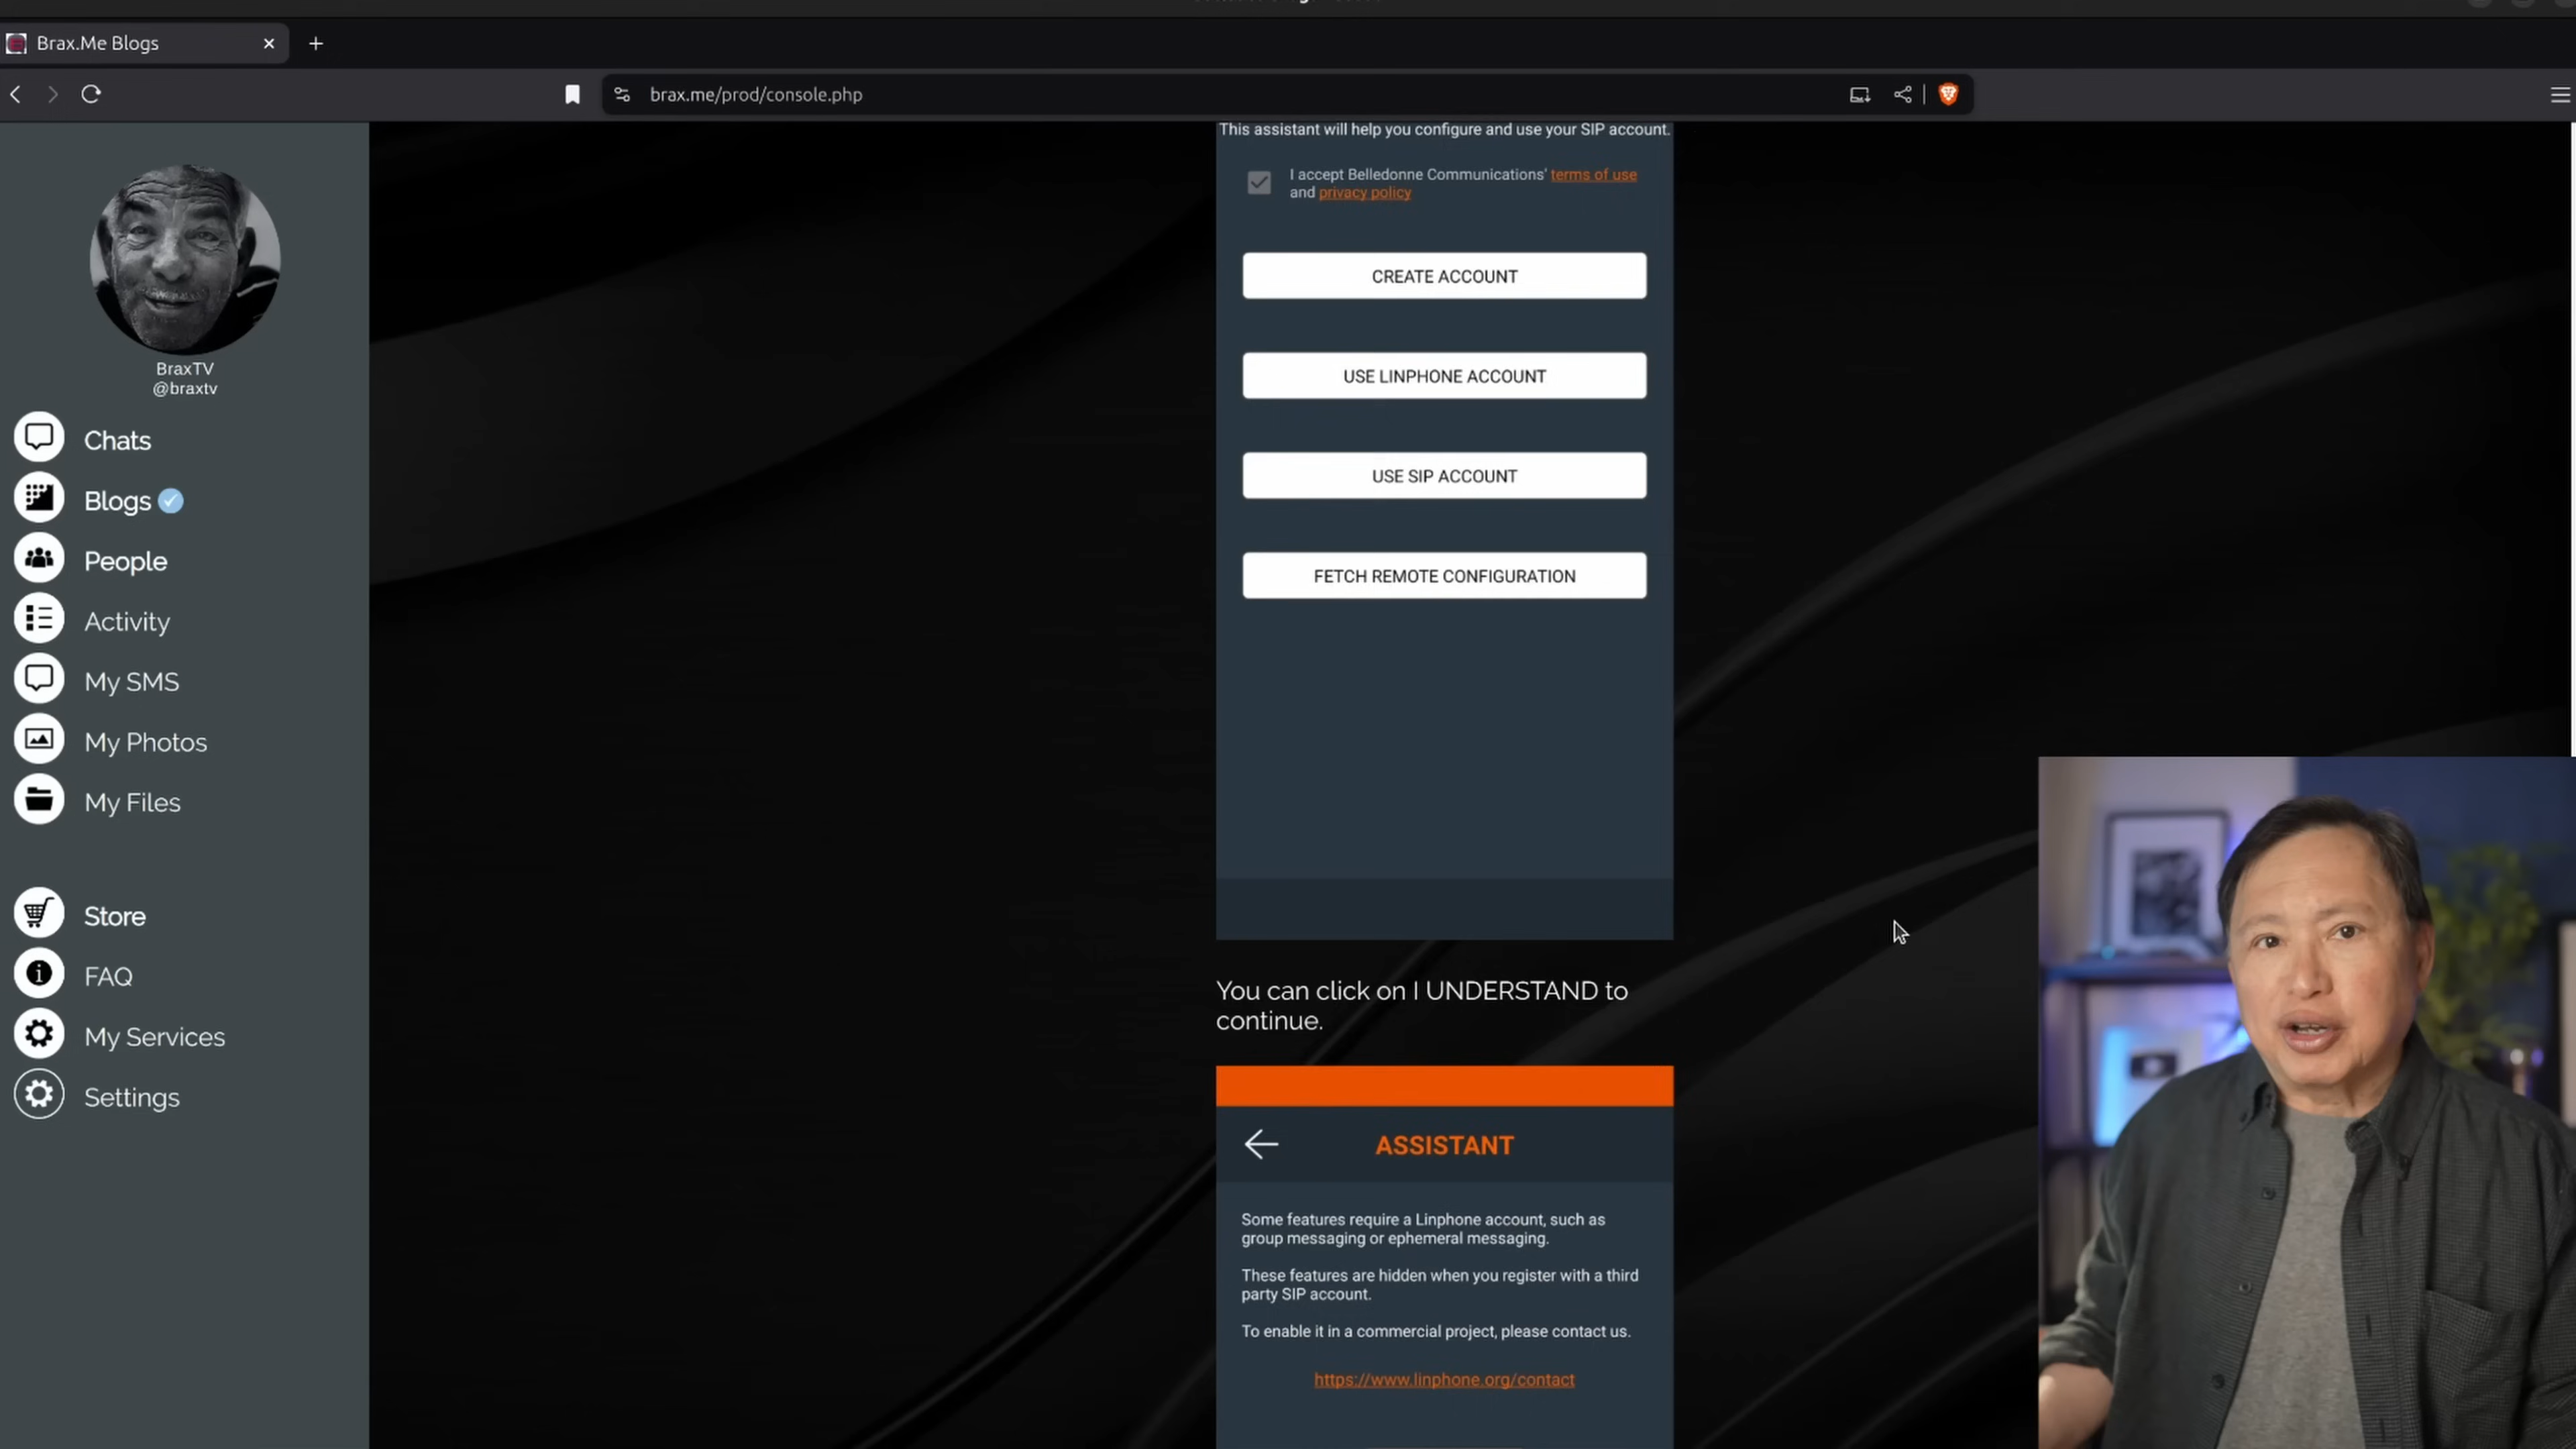 Brax.Me Blogs
brax.me/prod/console.php
BraxTV
@braxtv
Chats
Blogs
People
Activity
My SMS
My Photos
My Files
Store
FAQ
My Services
Settings
This assistant will help you configure and use your SIP account.
I accept Belledonne Communications' terms of use
and privacy policy
CREATE ACCOUNT
USE LINPHONE ACCOUNT
USE SIP ACCOUNT
FETCH REMOTE CONFIGURATION
You can click on I UNDERSTAND to
continue.
ASSISTANT
Some features require a Linphone account, such as
group messaging or ephemeral messaging.
These features are hidden when you register with a third
party SIP account.
To enable it in a commercial project, please contact us.
https://www.linphone.org/contact